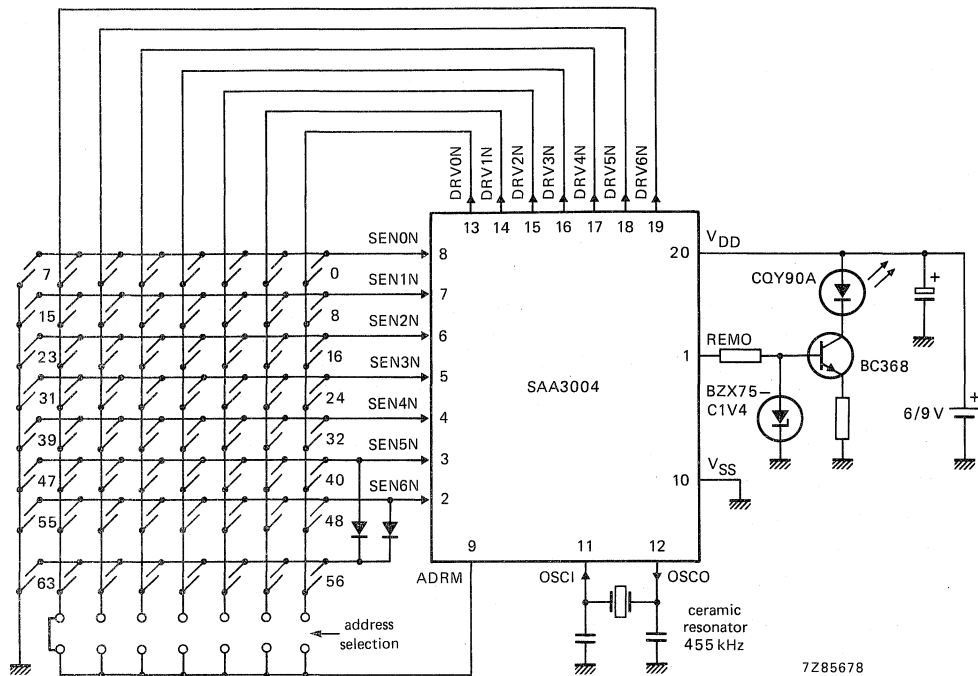 DRV0N
DRV1N
DRV2N
DRV3N
DRV4N
DRV5N
DRV6N
13 14 15 16 17 18 19
SEN0N
8
7 0
SEN1N
7
15 8
SEN2N
6
23 16
SEN3N
5
31 24
SEN4N
4
39 32
SEN5N
3
47 40
SEN6N
2
55 48
63 56
SAA3004
20
VDD
CQY90A
+
REMO
1
BC368
BZX75–
C1V4
+
6/9 V
VSS
10
9 11 12
ADRM OSCI OSCO
address
selection
ceramic
resonator
455 kHz
7Z85678